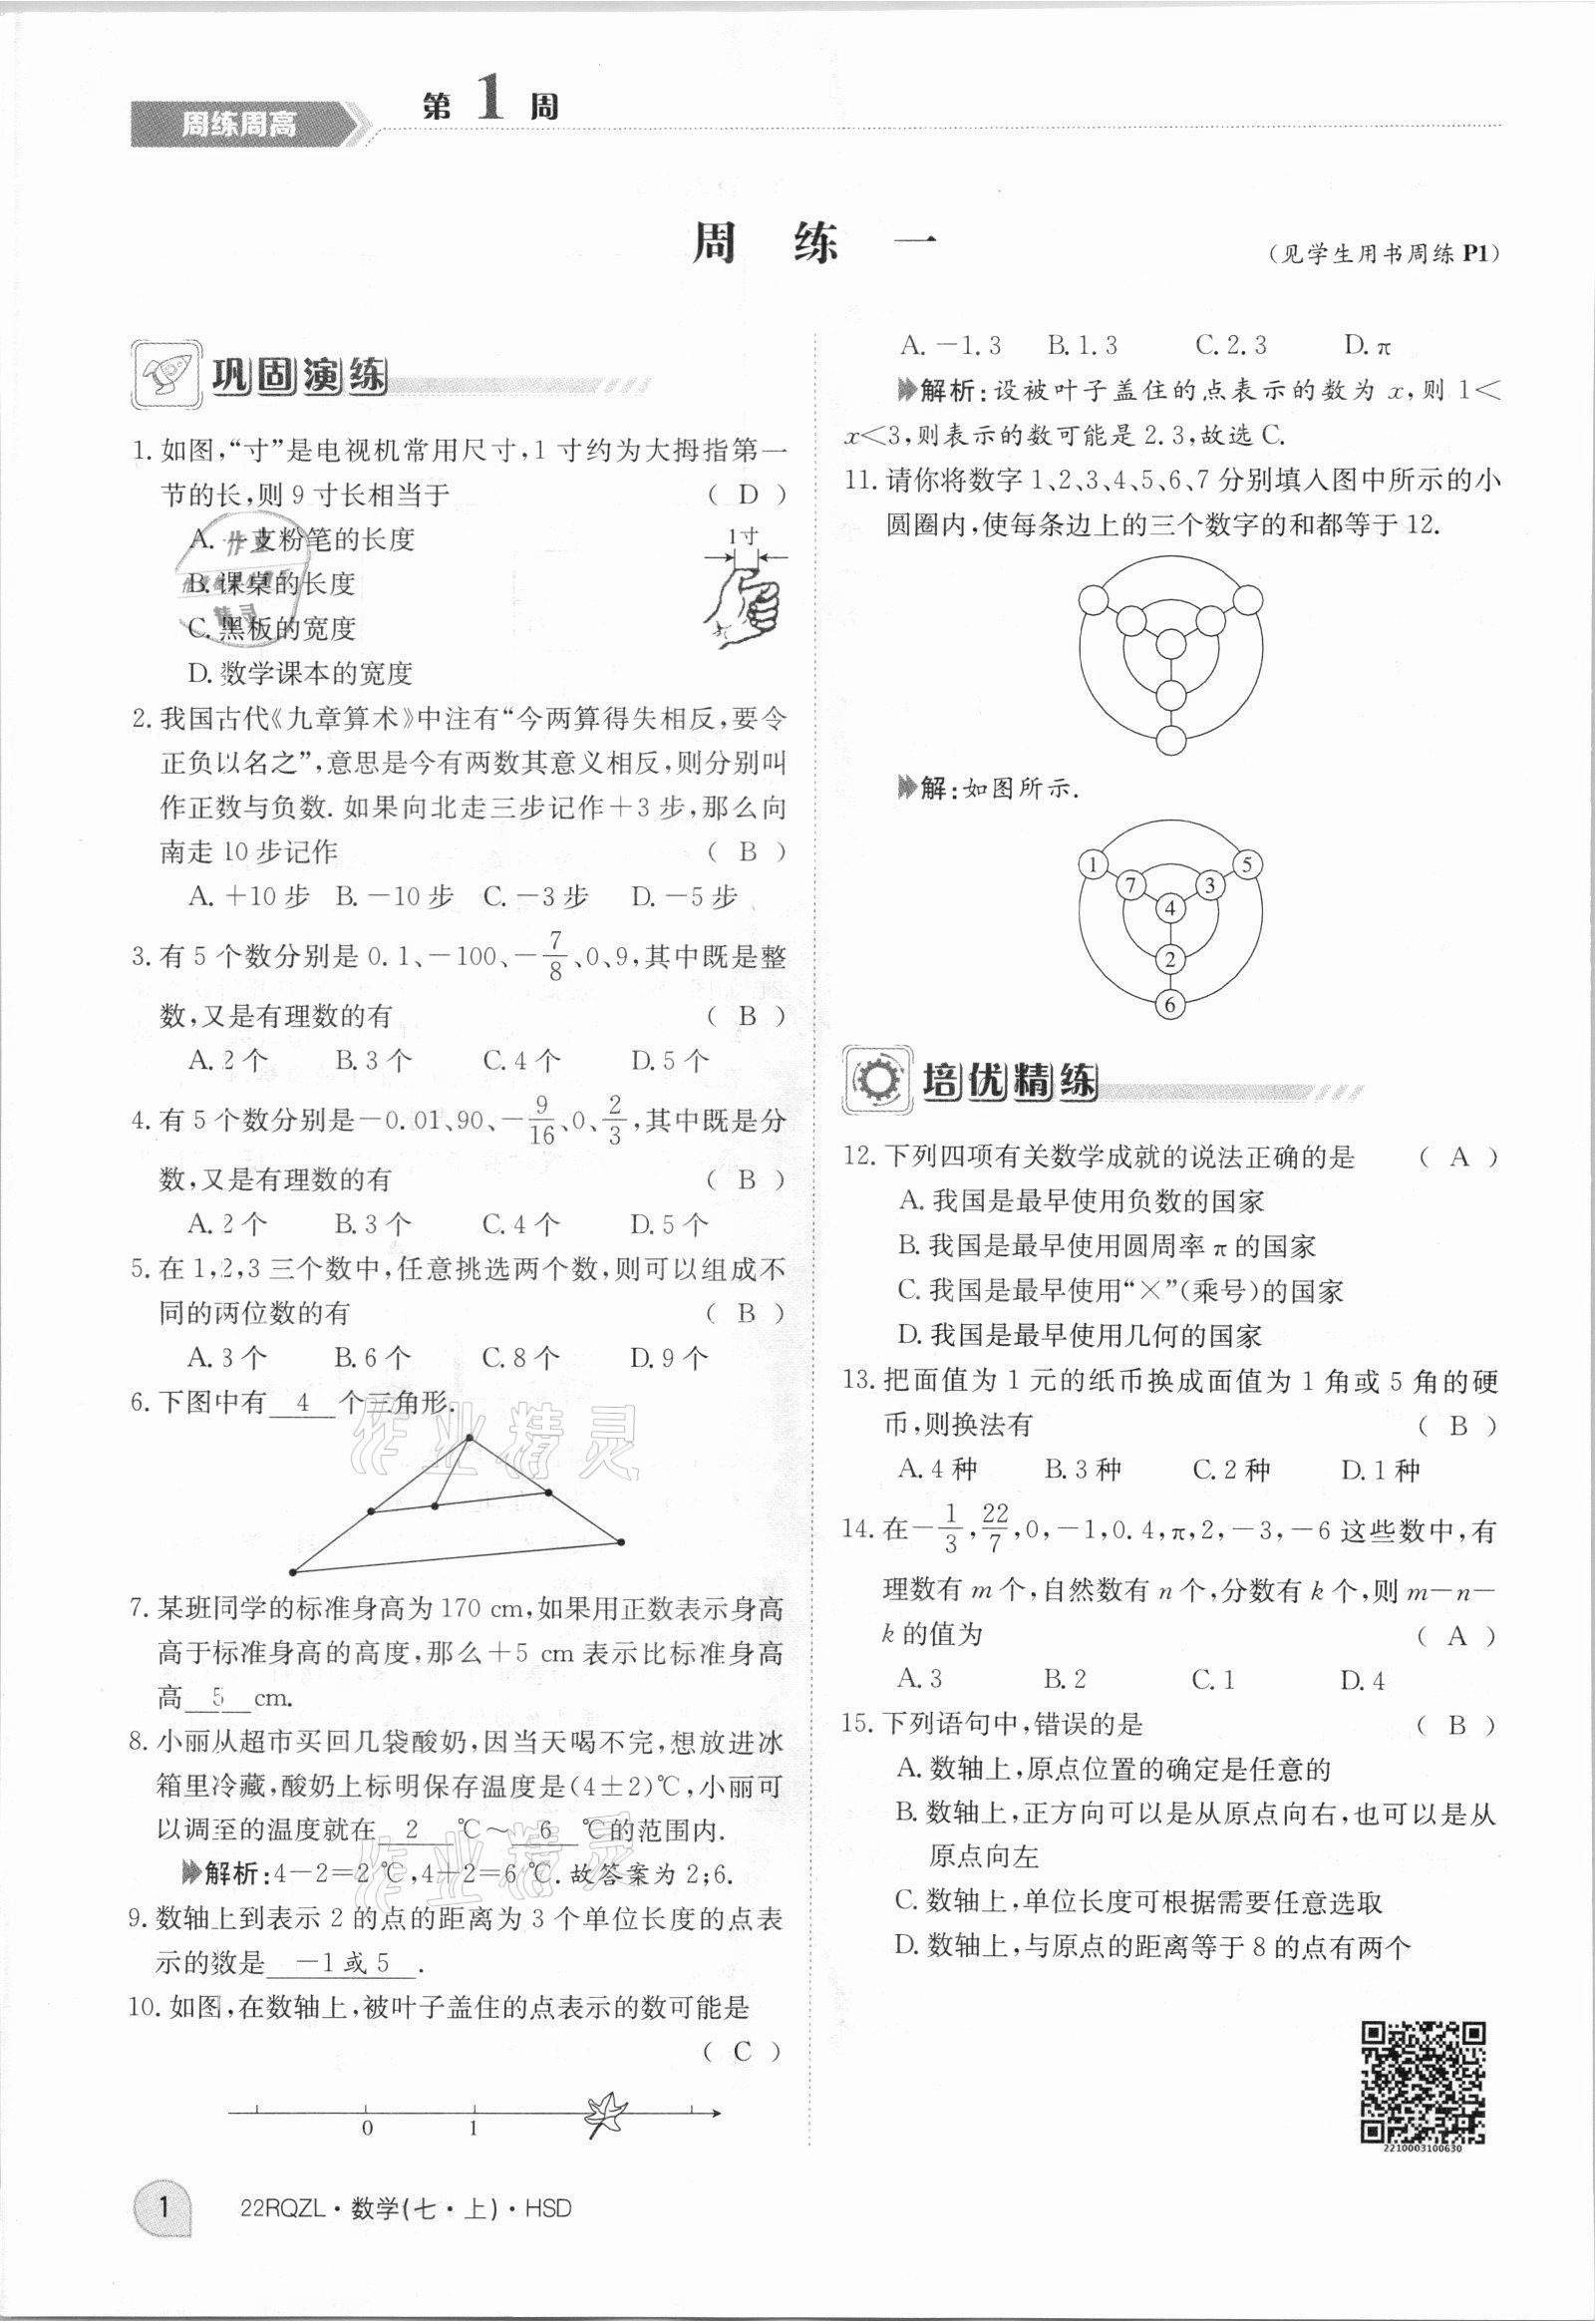 周练周高
第1周
周 练 一
(见学生用书周练P1)
巩固演练
1. 如图,“寸”是电视机常用尺寸,1 寸约为大拇指第一
节的长,则 9 寸长相当于 ( D )
A. 一支粉笔的长度
B. 课桌的长度
C. 黑板的宽度
D. 数学课本的宽度
1寸
2. 我国古代《九章算术》中注有“今两算得失相反,要令
正负以名之”,意思是今有两数其意义相反,则分别叫
作正数与负数. 如果向北走三步记作+3 步,那么向
南走 10 步记作 ( B )
A. +10 步 B. -10 步 C. -3 步 D. -5 步
3. 有 5 个数分别是 0.1、-100、-7/8、0、9,其中既是整
数,又是有理数的有 ( B )
A. 2 个 B. 3 个 C. 4 个 D. 5 个
4. 有 5 个数分别是-0.01、90、-9/16、0、2/3,其中既是分
数,又是有理数的有 ( B )
A. 2 个 B. 3 个 C. 4 个 D. 5 个
5. 在 1,2,3 三个数中,任意挑选两个数,则可以组成不
同的两位数的有 ( B )
A. 3 个 B. 6 个 C. 8 个 D. 9 个
6. 下图中有 4 个三角形.
7. 某班同学的标准身高为 170 cm,如果用正数表示身高
高于标准身高的高度,那么+5 cm 表示比标准身高
高 5 cm.
8. 小丽从超市买回几袋酸奶,因当天喝不完,想放进冰
箱里冷藏,酸奶上标明保存温度是(4±2)℃,小丽可
以调至的温度就在 2 ℃～ 6 ℃的范围内.
解析:4-2=2 ℃,4+2=6 ℃. 故答案为 2;6.
9. 数轴上到表示 2 的点的距离为 3 个单位长度的点表
示的数是 -1 或 5 .
10. 如图,在数轴上,被叶子盖住的点表示的数可能是
( C )
0 1
A. -1.3 B. 1.3 C. 2.3 D. π
解析:设被叶子盖住的点表示的数为 x,则 1<
x<3,则表示的数可能是 2.3,故选 C.
11. 请你将数字 1、2、3、4、5、6、7 分别填入图中所示的小
圆圈内,使每条边上的三个数字的和都等于 12.
解:如图所示.
1 5
7 3
4
2
6
培优精练
12. 下列四项有关数学成就的说法正确的是 ( A )
A. 我国是最早使用负数的国家
B. 我国是最早使用圆周率 π 的国家
C. 我国是最早使用“×”(乘号)的国家
D. 我国是最早使用几何的国家
13. 把面值为 1 元的纸币换成面值为 1 角或 5 角的硬
币,则换法有 ( B )
A. 4 种 B. 3 种 C. 2 种 D. 1 种
14. 在-1/3,22/7,0,-1,0.4,π,2,-3,-6 这些数中,有
理数有 m 个,自然数有 n 个,分数有 k 个,则 m-n-
k 的值为 ( A )
A. 3 B. 2 C. 1 D. 4
15. 下列语句中,错误的是 ( B )
A. 数轴上,原点位置的确定是任意的
B. 数轴上,正方向可以是从原点向右,也可以是从
原点向左
C. 数轴上,单位长度可根据需要任意选取
D. 数轴上,与原点的距离等于 8 的点有两个
2210003100630
1
22RQZL·数学(七·上)·HSD
作业精灵
作业精灵